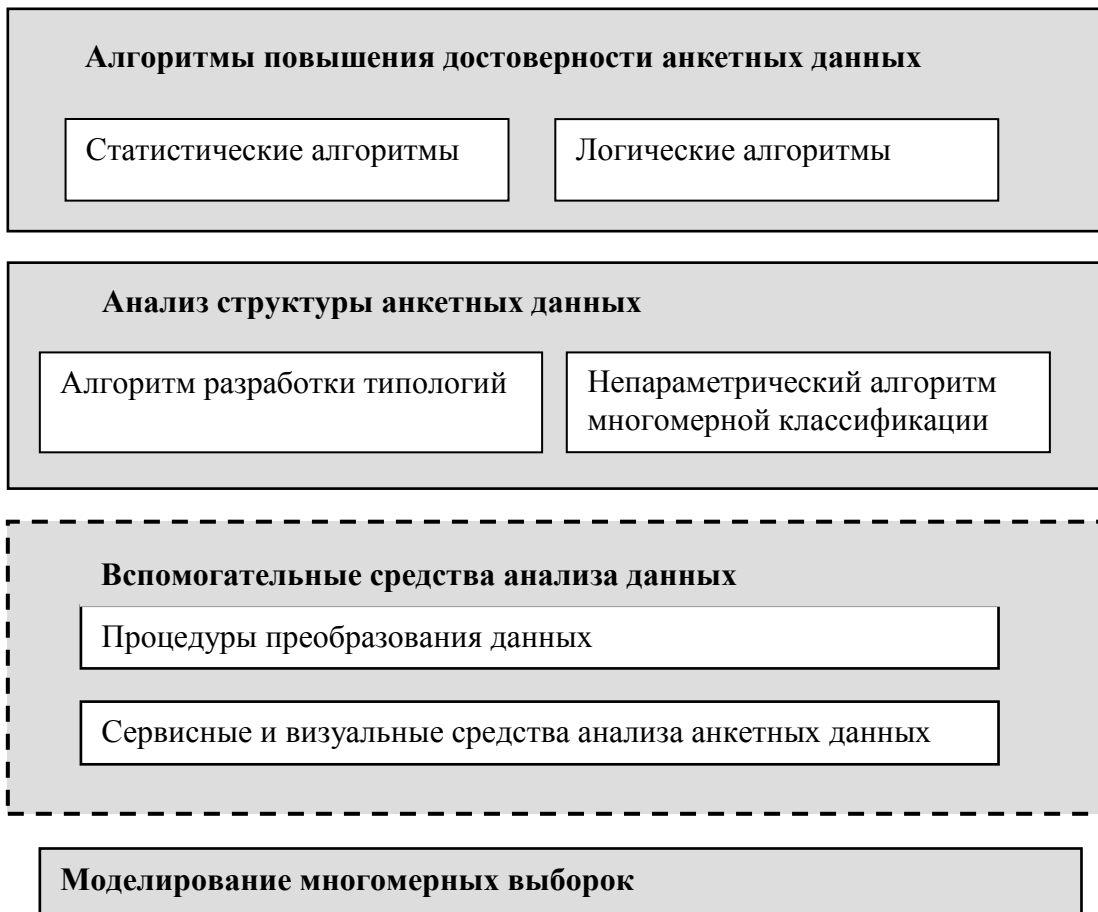 Алгоритмы повышения достоверности анкетных данных
Статистические алгоритмы
Логические алгоритмы
Анализ структуры анкетных данных
Алгоритм разработки типологий
Непараметрический алгоритм
многомерной классификации
Вспомогательные средства анализа данных
Процедуры преобразования данных
Сервисные и визуальные средства анализа анкетных данных
Моделирование многомерных выборок